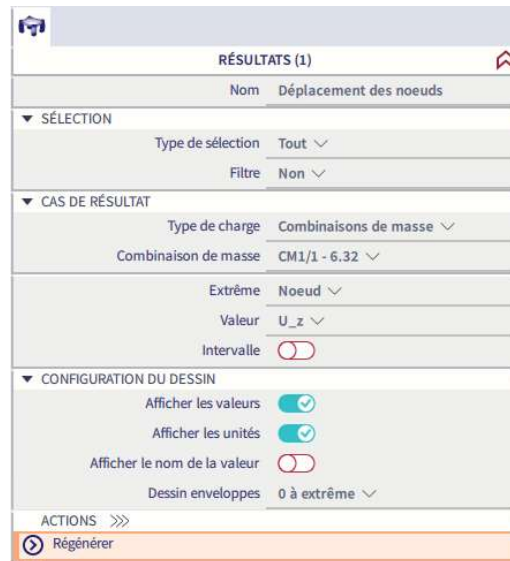 RÉSULTATS (1)
Nom Déplacement des noeuds
SÉLECTION
Type de sélection Tout
Filtre Non
CAS DE RÉSULTAT
Type de charge Combinaisons de masse
Combinaison de masse CM1/1 - 6.32
Extrême Noeud
Valeur U_z
Intervalle
CONFIGURATION DU DESSIN
Afficher les valeurs
Afficher les unités
Afficher le nom de la valeur
Dessin enveloppes 0 à extrême
ACTIONS >>>
Régénérer